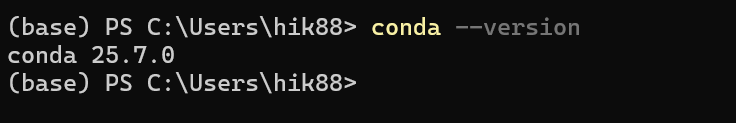 (base) PS C:\Users\hik88> conda --version
conda 25.7.0
(base) PS C:\Users\hik88>